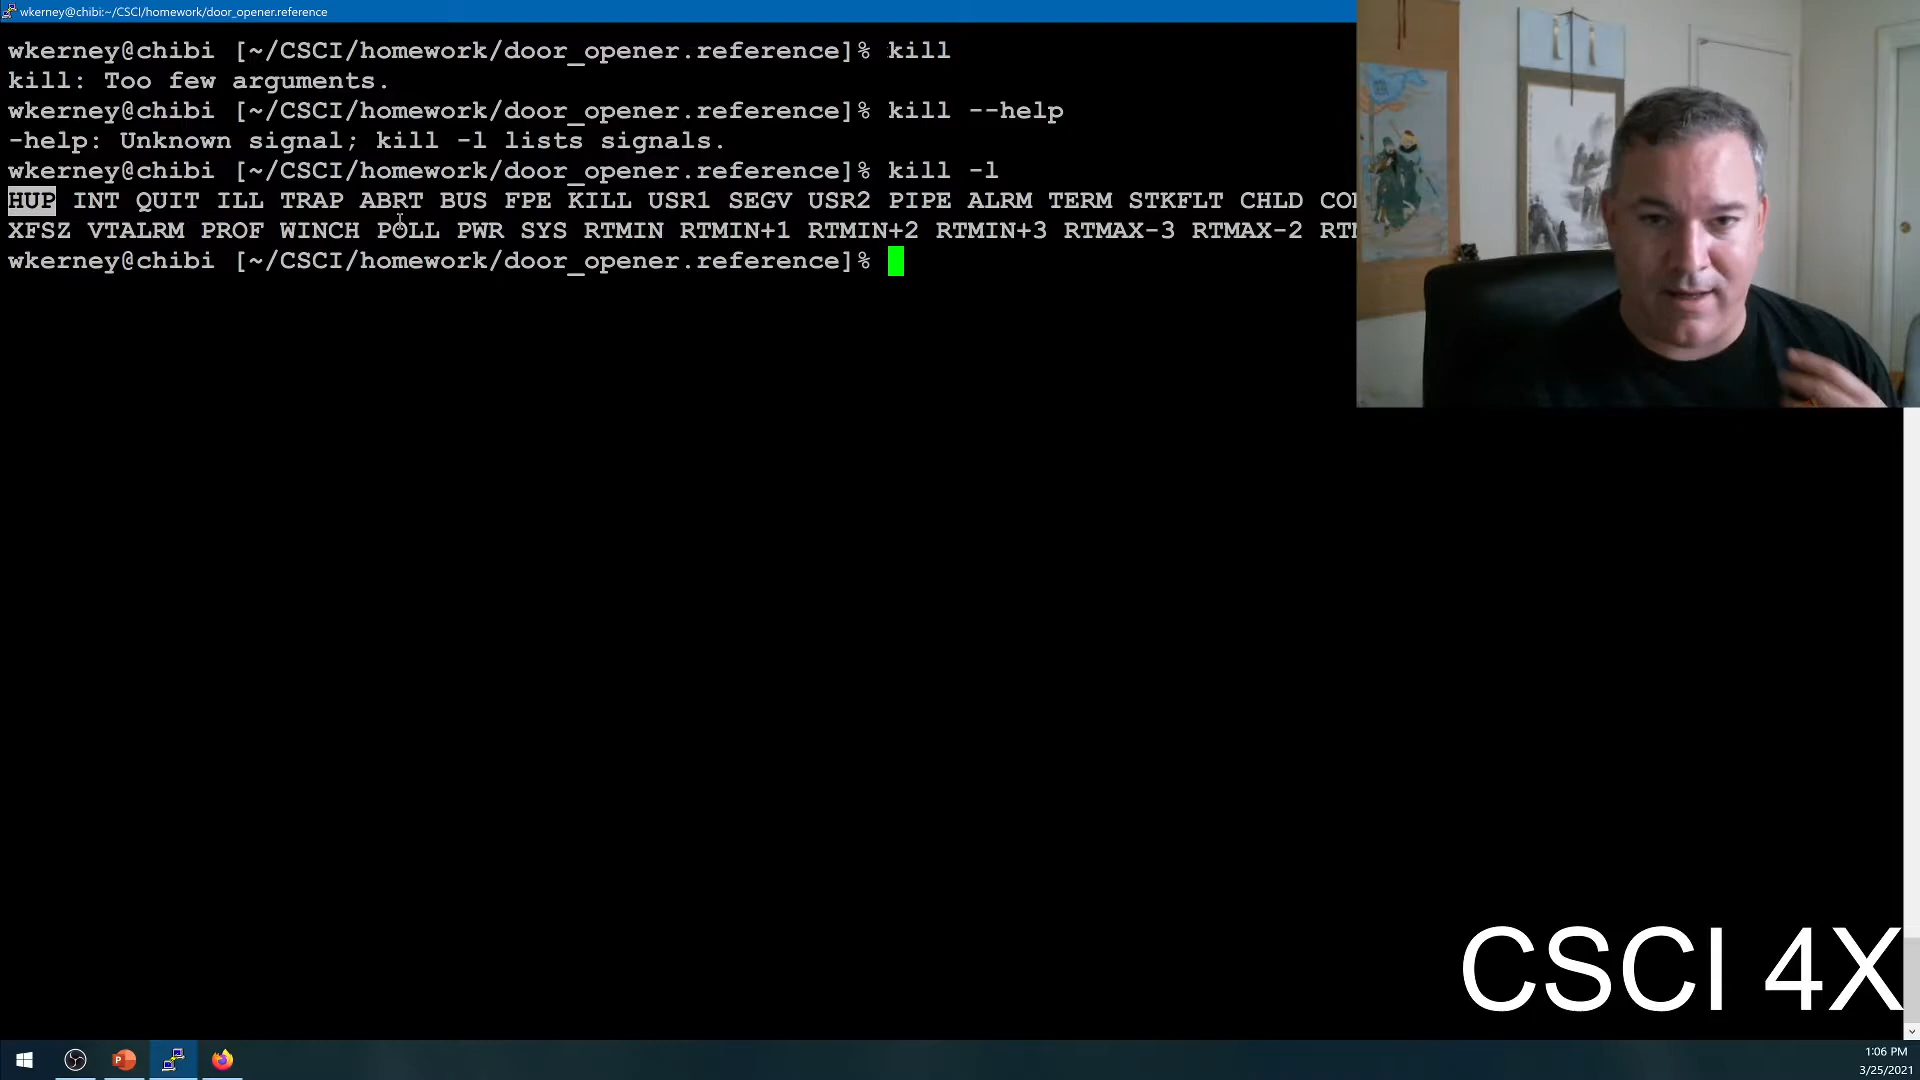 wkerney@chibi:~/CSCI/homework/door_opener.reference
wkerney@chibi [~/CSCI/homework/door_opener.reference]% kill
kill: Too few arguments.
wkerney@chibi [~/CSCI/homework/door_opener.reference]% kill --help
-help: Unknown signal; kill -l lists signals.
wkerney@chibi [~/CSCI/homework/door_opener.reference]% kill -l
HUP INT QUIT ILL TRAP ABRT BUS FPE KILL USR1 SEGV USR2 PIPE ALRM TERM STKFLT CHLD
XFSZ VTALRM PROF WINCH POLL PWR SYS RTMIN RTMIN+1 RTMIN+2 RTMIN+3 RTMAX-3 RTMAX-2
wkerney@chibi [~/CSCI/homework/door_opener.reference]%
CSCI 4X
1:06 PM
3/25/2021